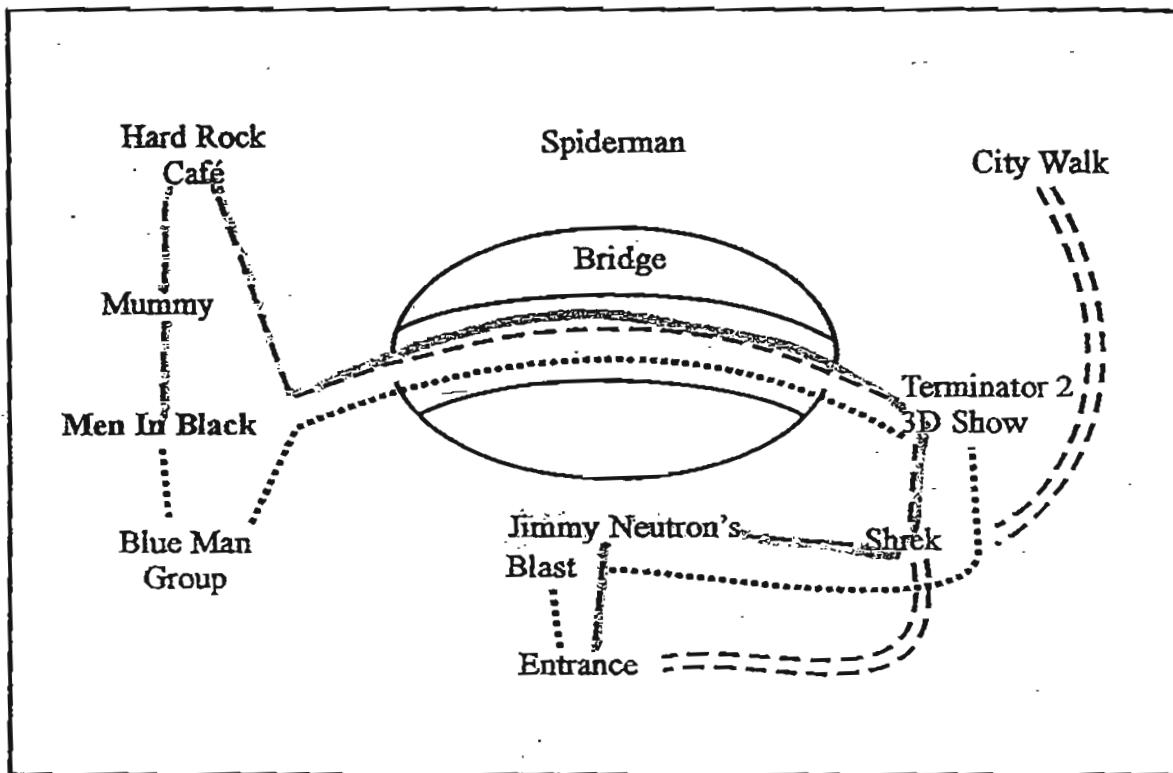 Hard Rock
Café
Spiderman
City Walk
Bridge
Mummy
Terminator 2
3D Show
Men In Black
Jimmy Neutron's
Blast
Shrek
Blue Man
Group
Entrance